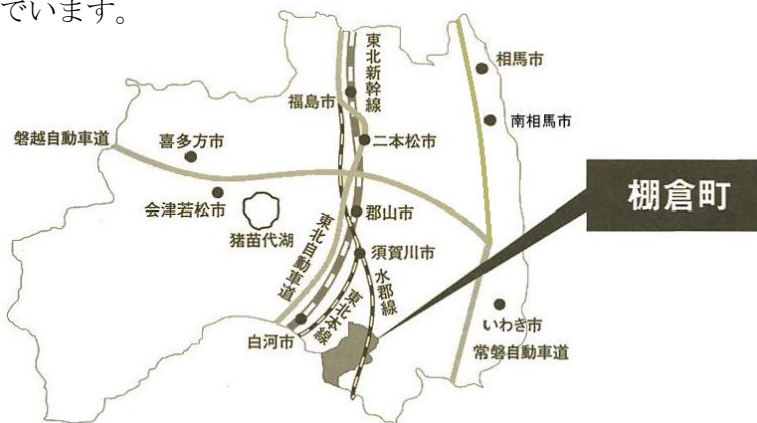 でいます。
東北新幹線
相馬市
福島市
南相馬市
磐越自動車道
喜多方市
二本松市
棚倉町
会津若松市
郡山市
猪苗代湖
東北自動車道
須賀川市
水郡線
東北本線
いわき市
白河市
常磐自動車道